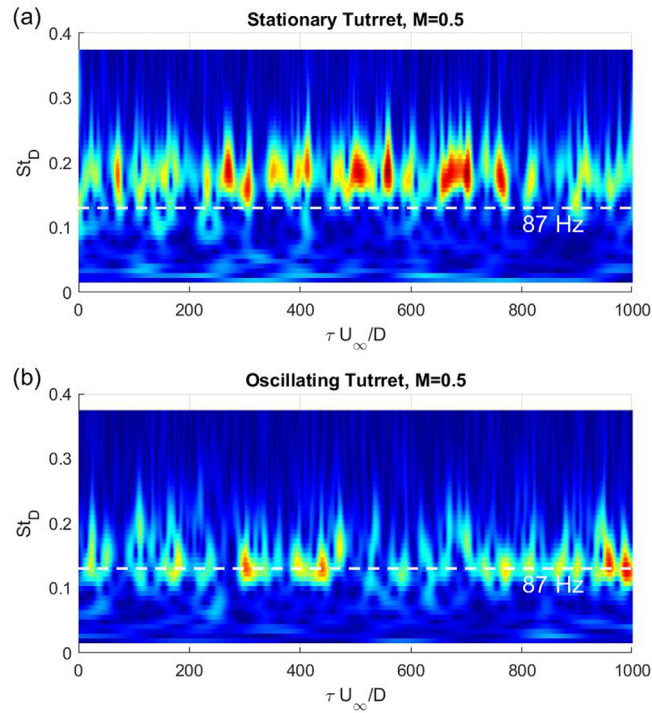 (a)
Stationary Tutrret, M=0.5
0.4
0.3
0.2
0.1
0
St_D
87 Hz
0 200 400 600 800 1000
τ U_∞/D
(b)
Oscillating Tutrret, M=0.5
0.4
0.3
0.2
0.1
0
St_D
87 Hz
0 200 400 600 800 1000
τ U_∞/D